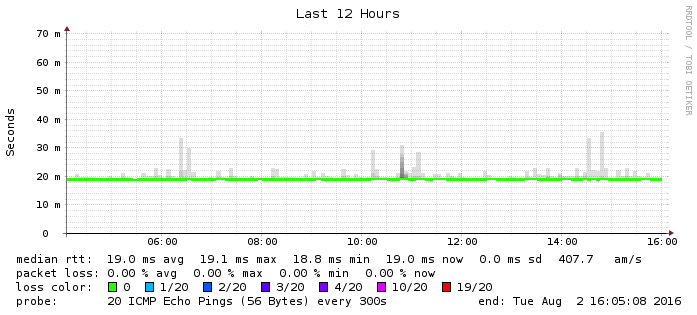 Last 12 Hours
RRDTOOL / TOBI OETIKER
Seconds
70 m
60 m
50 m
40 m
30 m
20 m
10 m
0
06:00 08:00 10:00 12:00 14:00 16:00
median rtt: 19.0 ms avg 19.1 ms max 18.8 ms min 19.0 ms now 0.0 ms sd 407.7 am/s
packet loss: 0.00 % avg 0.00 % max 0.00 % min 0.00 % now
loss color: 0 1/20 2/20 3/20 4/20 10/20 19/20
probe: 20 ICMP Echo Pings (56 Bytes) every 300s end: Tue Aug 2 16:05:08 2016